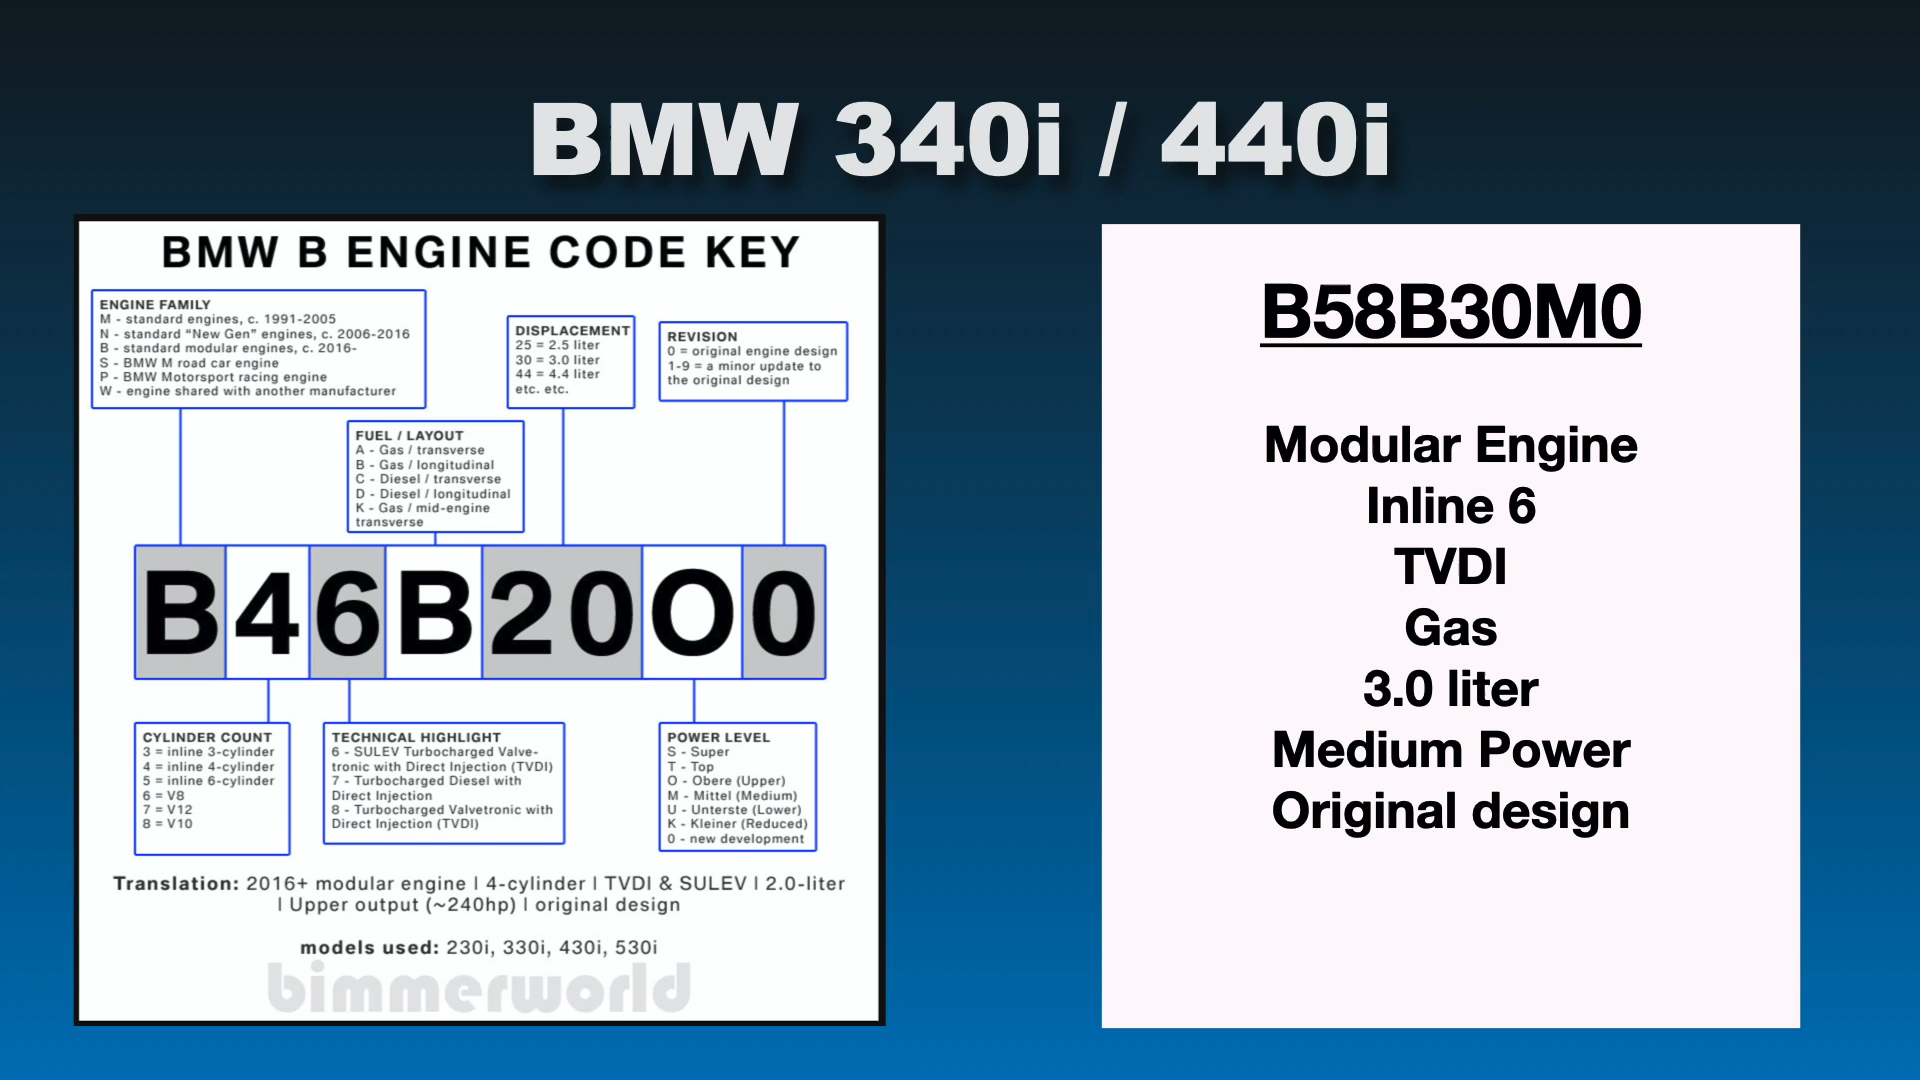 BMW 340i / 440i
BMW B ENGINE CODE KEY
ENGINE FAMILY
M - standard engines, c. 1991-2005
N - standard “New Gen” engines, c. 2006-2016
B - standard modular engines, c. 2016-
S - BMW M road car engine
P - BMW Motorsport racing engine
W - engine shared with another manufacturer
DISPLACEMENT
25 = 2.5 liter
30 = 3.0 liter
44 = 4.4 liter
etc. etc.
REVISION
0 = original engine design
1-9 = a minor update to
the original design
FUEL / LAYOUT
A - Gas / transverse
B - Gas / longitudinal
C - Diesel / transverse
D - Diesel / longitudinal
K - Gas / mid-engine
transverse
B46B20O0
CYLINDER COUNT
3 = inline 3-cylinder
4 = inline 4-cylinder
5 = inline 6-cylinder
6 = V8
7 = V12
8 = V10
TECHNICAL HIGHLIGHT
6 - SULEV Turbocharged Valve-
tronic with Direct Injection (TVDI)
7 - Turbocharged Diesel with
Direct Injection
8 - Turbocharged Valvetronic with
Direct Injection (TVDI)
POWER LEVEL
S - Super
T - Top
O - Obere (Upper)
M - Mittel (Medium)
U - Unterste (Lower)
K - Kleiner (Reduced)
0 - new development
Translation: 2016+ modular engine | 4-cylinder | TVDI & SULEV | 2.0-liter
| Upper output (~240hp) | original design
models used: 230i, 330i, 430i, 530i
bimmerworld
B58B30M0
Modular Engine
Inline 6
TVDI
Gas
3.0 liter
Medium Power
Original design